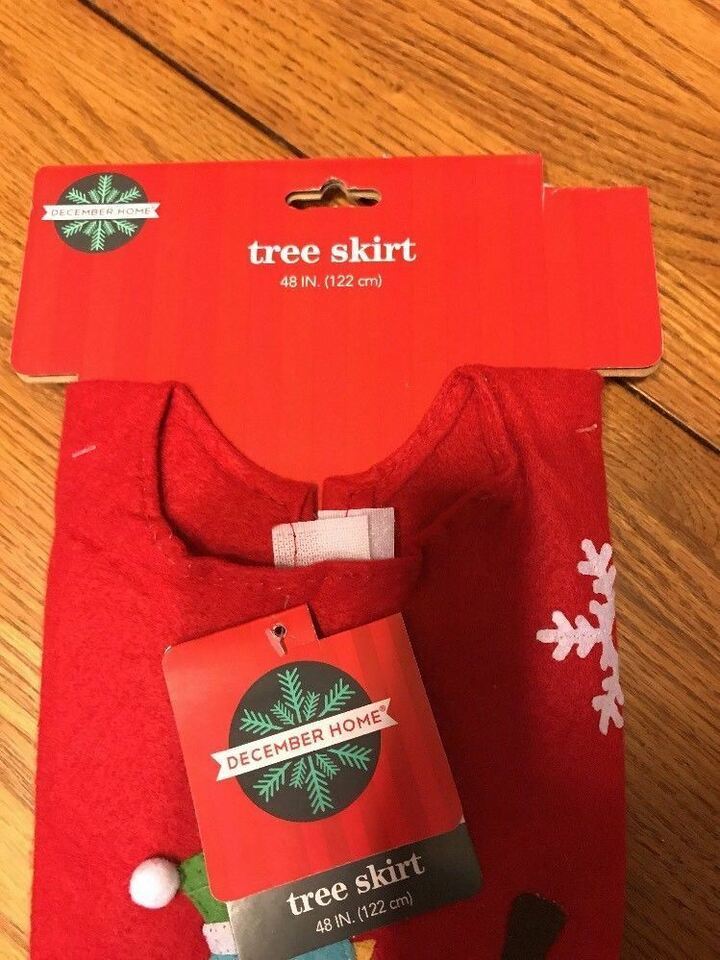 DECEMBER HOME
tree skirt
48 IN. (122 cm)
DECEMBER HOME®
tree skirt
48 IN. (122 cm)